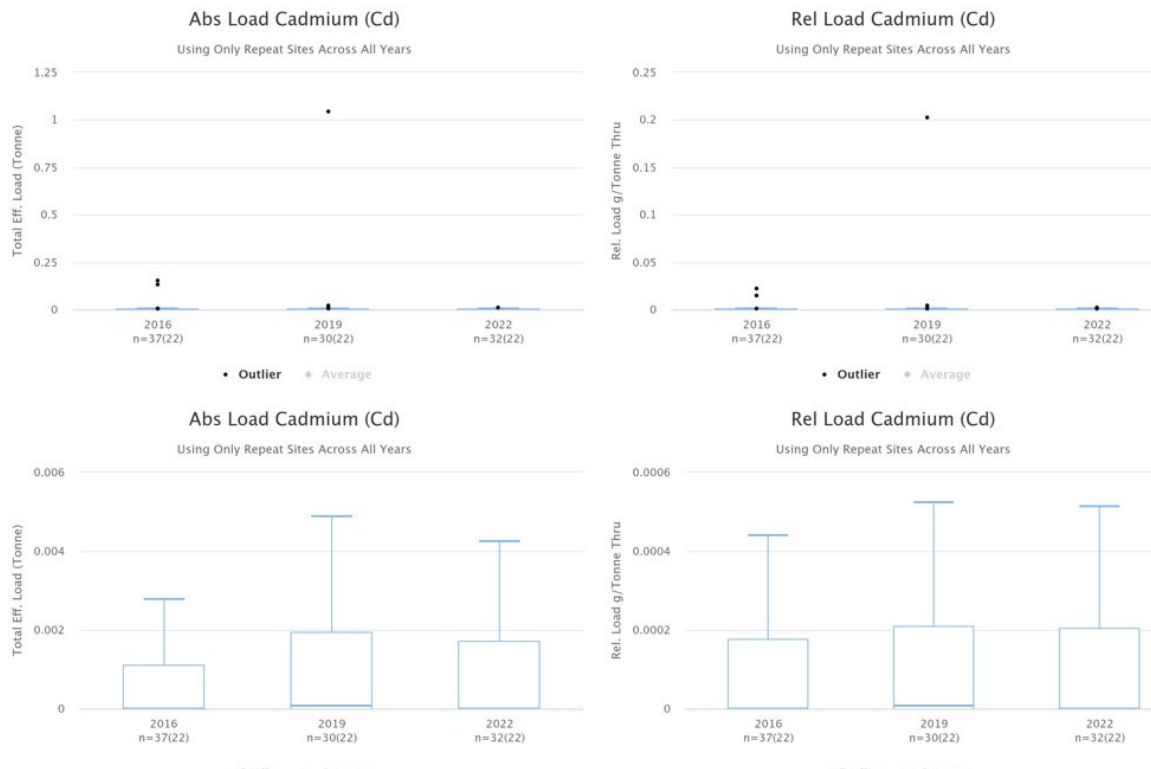 Abs Load Cadmium (Cd)
Using Only Repeat Sites Across All Years
Total Eff. Load (Tonne)
1.25
1
0.75
0.5
0.25
0
2016
n=37(22)
2019
n=30(22)
2022
n=32(22)
Outlier Average
Rel Load Cadmium (Cd)
Using Only Repeat Sites Across All Years
Rel. Load g/Tonne Thru
0.25
0.2
0.15
0.1
0.05
0
2016
n=37(22)
2019
n=30(22)
2022
n=32(22)
Outlier Average
Abs Load Cadmium (Cd)
Using Only Repeat Sites Across All Years
Total Eff. Load (Tonne)
0.006
0.004
0.002
0
2016
n=37(22)
2019
n=30(22)
2022
n=32(22)
Rel Load Cadmium (Cd)
Using Only Repeat Sites Across All Years
Rel. Load g/Tonne Thru
0.0006
0.0004
0.0002
0
2016
n=37(22)
2019
n=30(22)
2022
n=32(22)